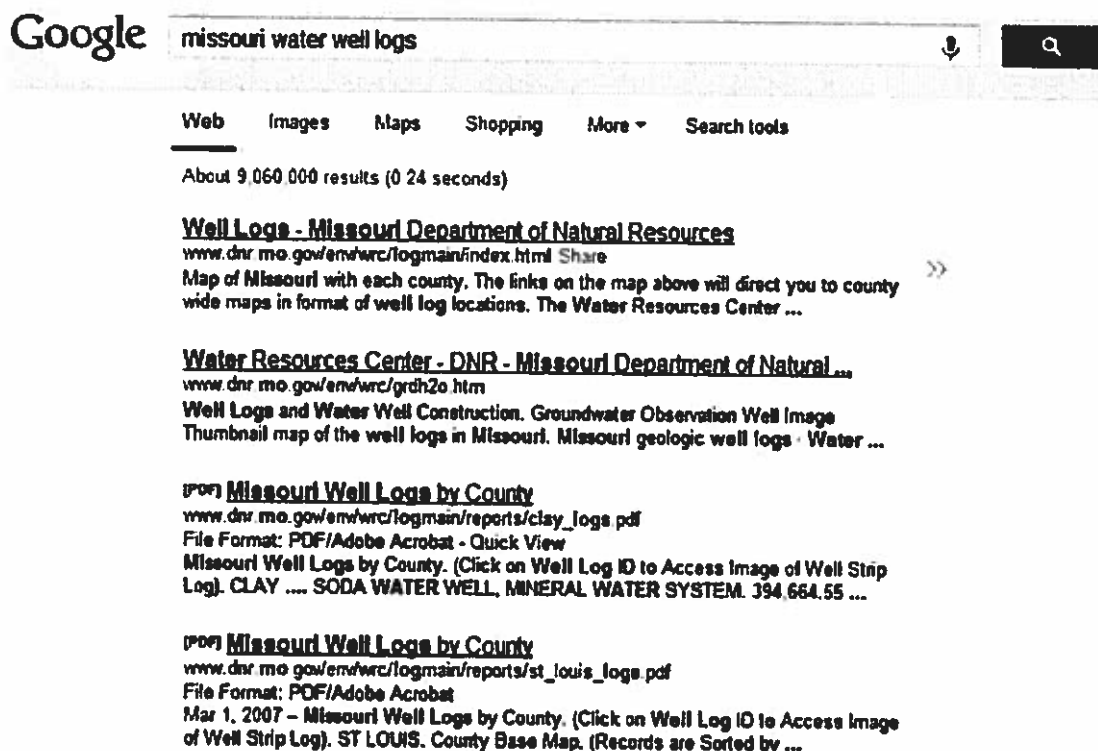 Google
missouri water well logs
Web Images Maps Shopping More Search tools
About 9,060,000 results (0.24 seconds)
Well Logs - Missouri Department of Natural Resources
www.dnr.mo.gov/env/wrc/logmain/index.html Share
Map of Missouri with each county. The links on the map above will direct you to county
wide maps in format of well log locations. The Water Resources Center ...
Water Resources Center - DNR - Missouri Department of Natural ...
www.dnr.mo.gov/env/wrc/grdh2o.htm
Well Logs and Water Well Construction. Groundwater Observation Well Image
Thumbnail map of the well logs in Missouri. Missouri geologic well logs · Water ...
[PDF] Missouri Well Logs by County
www.dnr.mo.gov/env/wrc/logmain/reports/clay_logs.pdf
File Format: PDF/Adobe Acrobat - Quick View
Missouri Well Logs by County. (Click on Well Log ID to Access Image of Well Strip
Log). CLAY .... SODA WATER WELL, MINERAL WATER SYSTEM. 394,664.55 ...
[PDF] Missouri Well Logs by County
www.dnr.mo.gov/env/wrc/logmain/reports/st_louis_logs.pdf
File Format: PDF/Adobe Acrobat
Mar 1, 2007 – Missouri Well Logs by County. (Click on Well Log ID to Access Image
of Well Strip Log). ST LOUIS. County Base Map. (Records are Sorted by ...